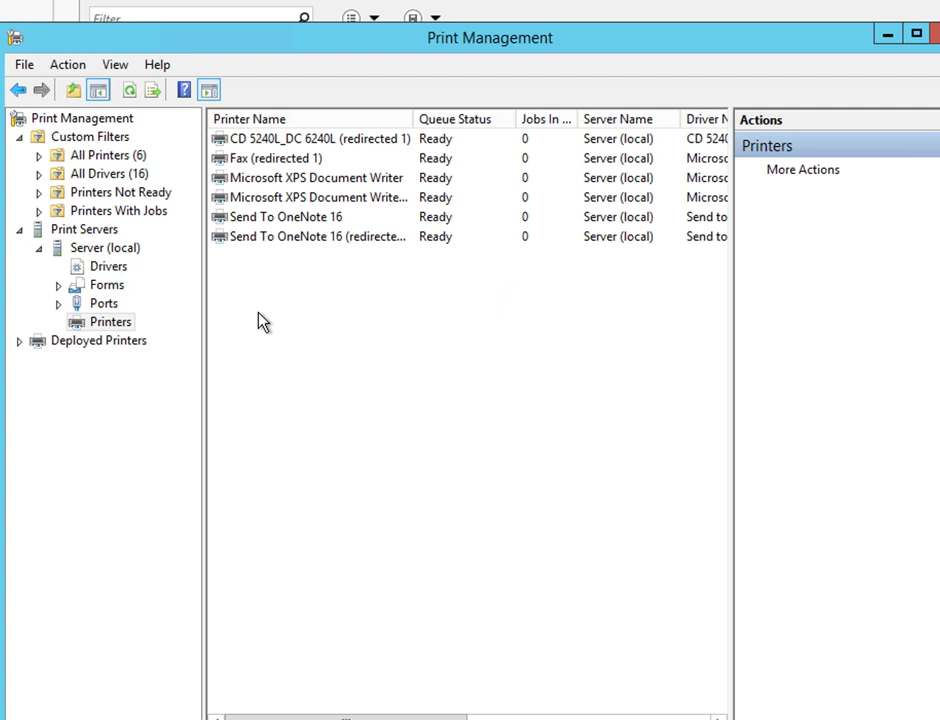 Filter
Print Management
File Action View Help
Print Management
Custom Filters
All Printers (6)
All Drivers (16)
Printers Not Ready
Printers With Jobs
Print Servers
Server (local)
Drivers
Forms
Ports
Printers
Deployed Printers
Printer Name Queue Status Jobs In ... Server Name Driver N
CD 5240L_DC 6240L (redirected 1) Ready 0 Server (local) CD 524
Fax (redirected 1) Ready 0 Server (local) Microsc
Microsoft XPS Document Writer Ready 0 Server (local) Microsc
Microsoft XPS Document Write... Ready 0 Server (local) Microsc
Send To OneNote 16 Ready 0 Server (local) Send to
Send To OneNote 16 (redirecte... Ready 0 Server (local) Send to
Actions
Printers
More Actions